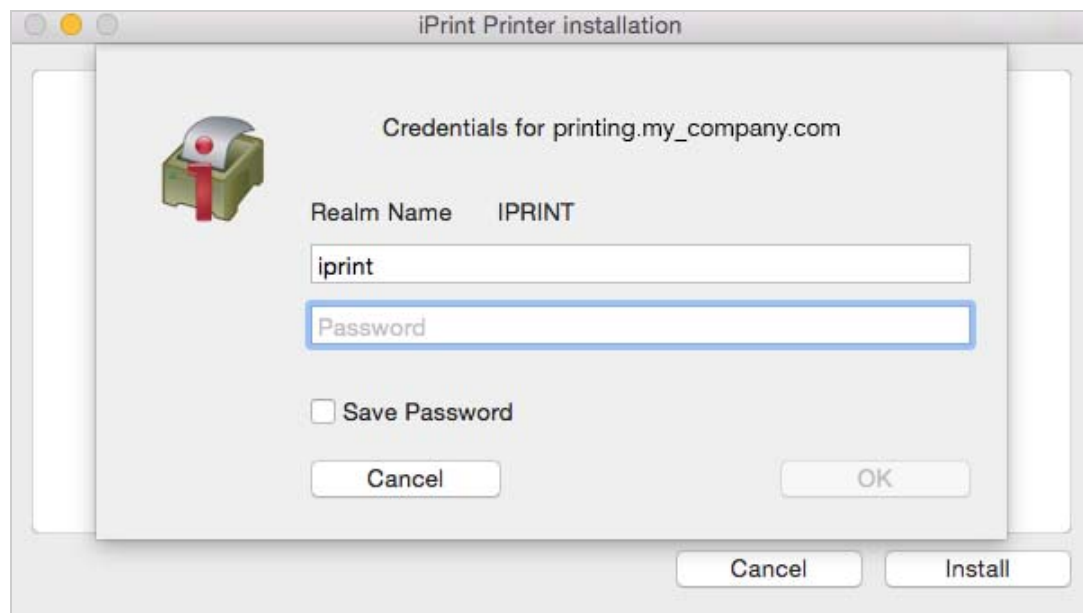 iPrint Printer installation
Credentials for printing.my_company.com
Realm Name IPRINT
iprint
Password
Save Password
Cancel OK
Cancel Install